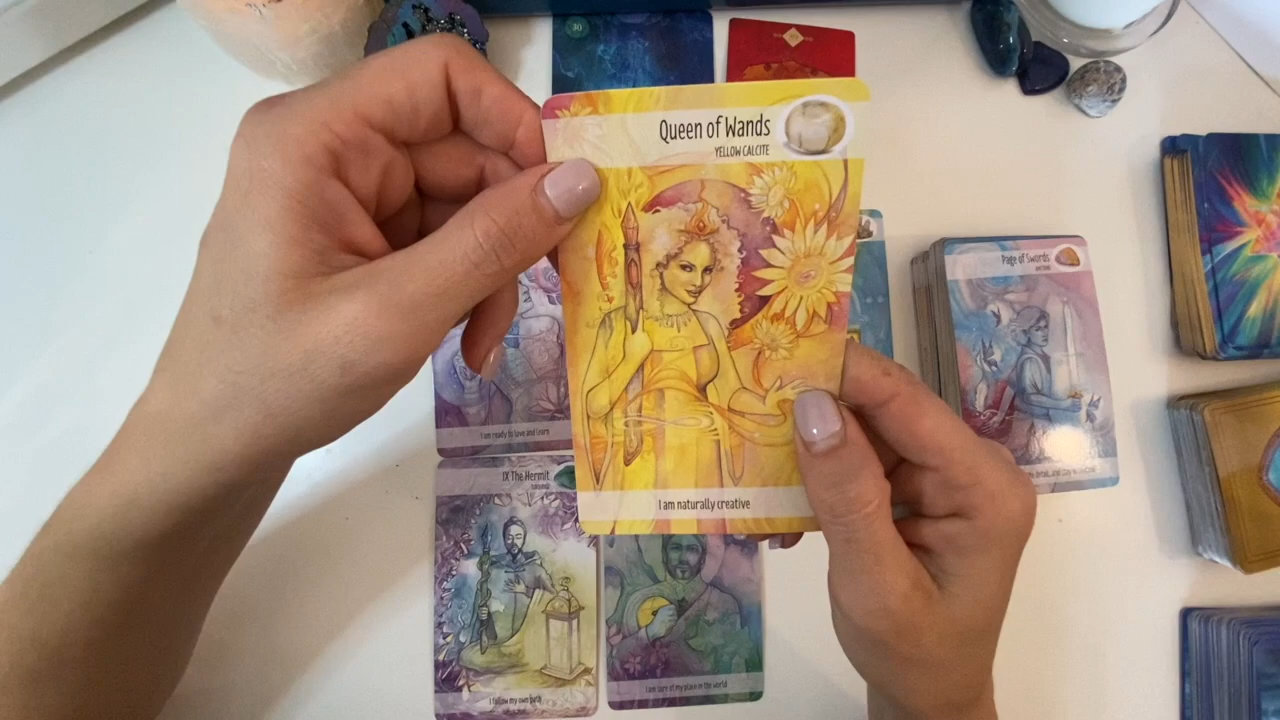 30
Queen of Wands
YELLOW CALCITE
I am naturally creative
Page of Swords
I am ready to love and learn
IX The Hermit
I follow my own path
I am sure of my place in the world